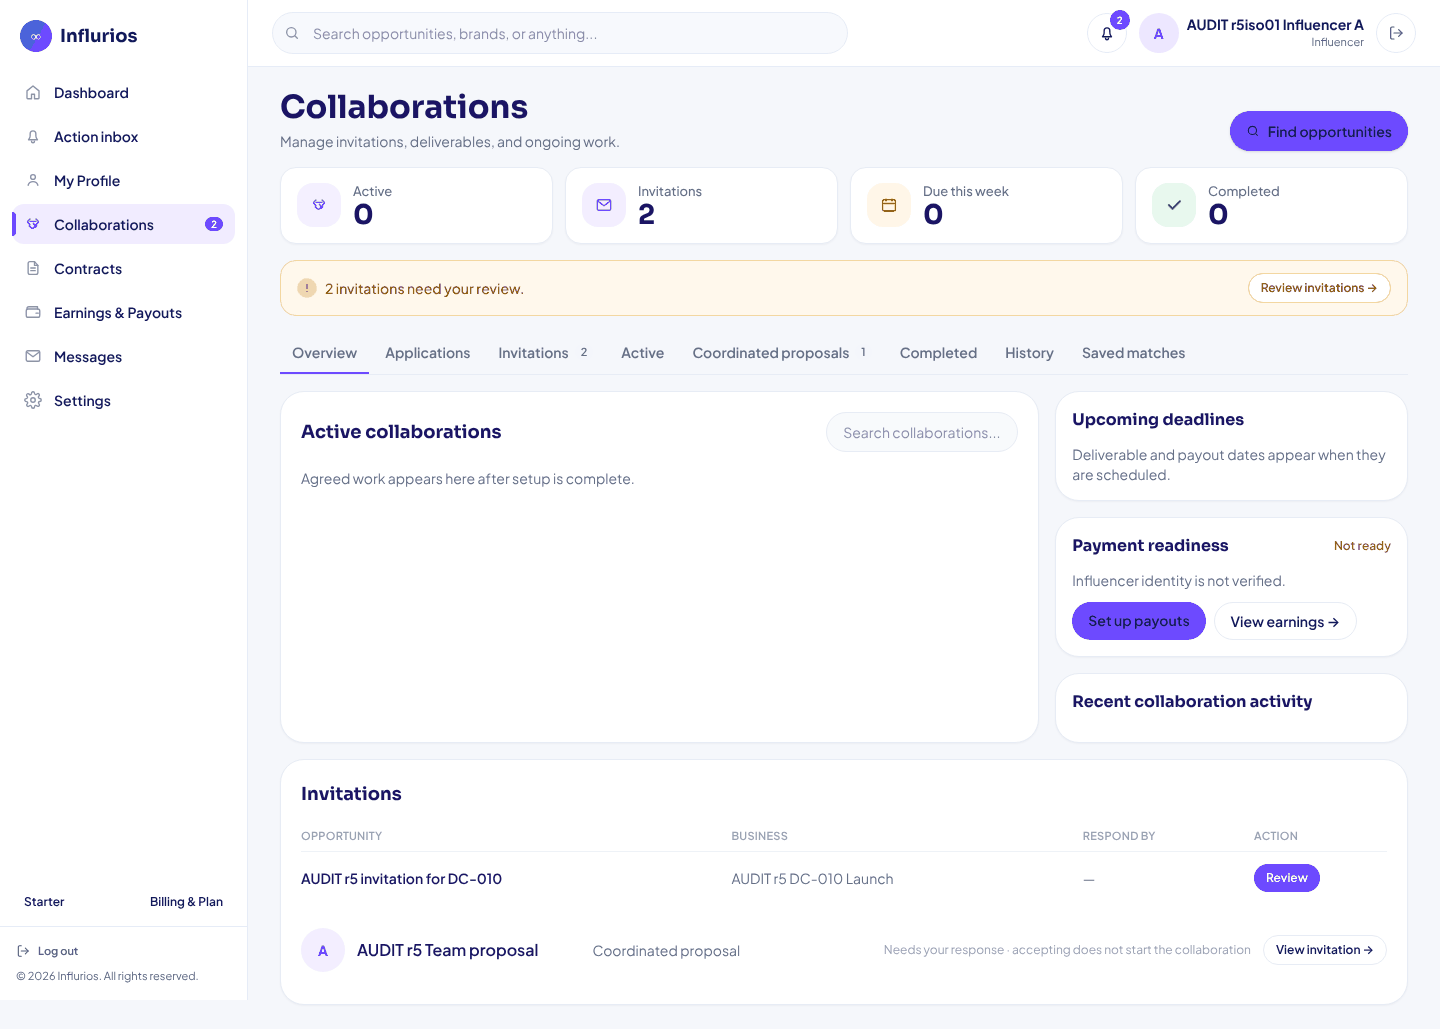 Influrios
Search opportunities, brands, or anything...
2
A
AUDIT r5iso01 Influencer A
Influencer
Dashboard
Action inbox
My Profile
Collaborations 2
Contracts
Earnings & Payouts
Messages
Settings
Starter
Billing & Plan
Log out
© 2026 Influrios. All rights reserved.
Collaborations
Manage invitations, deliverables, and ongoing work.
Find opportunities
Active
0
Invitations
2
Due this week
0
Completed
0
! 2 invitations need your review.
Review invitations →
Overview Applications Invitations 2 Active Coordinated proposals 1 Completed History Saved matches
Active collaborations
Search collaborations...
Agreed work appears here after setup is complete.
Upcoming deadlines
Deliverable and payout dates appear when they
are scheduled.
Payment readiness
Not ready
Influencer identity is not verified.
Set up payouts
View earnings →
Recent collaboration activity
Invitations
OPPORTUNITY BUSINESS RESPOND BY ACTION
AUDIT r5 invitation for DC-010 AUDIT r5 DC-010 Launch — Review
A AUDIT r5 Team proposal Coordinated proposal Needs your response · accepting does not start the collaboration View invitation →